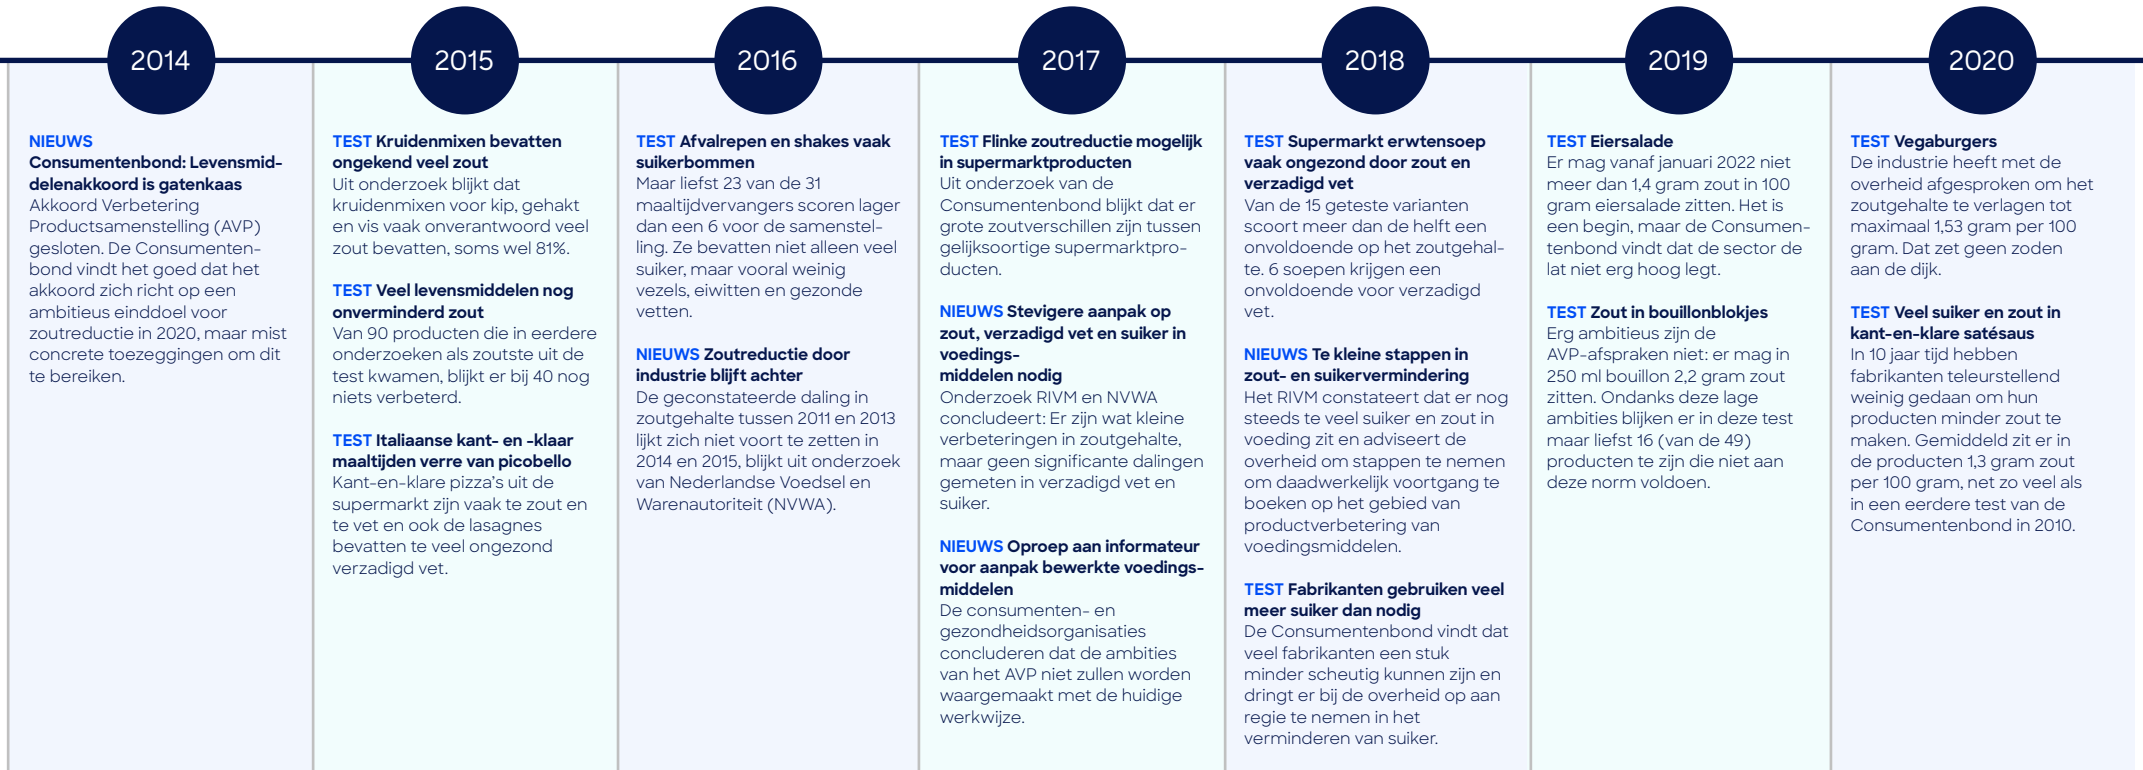 2014
2015
2016
2017
2018
2019
2020
NIEUWS
Consumentenbond: Levensmid-
delenakkoord is gatenkaas
Akkoord Verbetering
Productsamenstelling (AVP)
gesloten. De Consumenten-
bond vindt het goed dat het
akkoord zich richt op een
ambitieus einddoel voor
zoutreductie in 2020, maar mist
concrete toezeggingen om dit
te bereiken.
TEST Kruidenmixen bevatten
ongekend veel zout
Uit onderzoek blijkt dat
kruidenmixen voor kip, gehakt
en vis vaak onverantwoord veel
zout bevatten, soms wel 81%.
TEST Veel levensmiddelen nog
onverminderd zout
Van 90 producten die in eerdere
onderzoeken als zoutste uit de
test kwamen, blijkt er bij 40 nog
niets verbeterd.
TEST Italiaanse kant- en -klaar
maaltijden verre van picobello
Kant-en-klare pizza’s uit de
supermarkt zijn vaak te zout en
te vet en ook de lasagnes
bevatten te veel ongezond
verzadigd vet.
TEST Afvalrepen en shakes vaak
suikerbommen
Maar liefst 23 van de 31
maaltijdvervangers scoren lager
dan een 6 voor de samenstel-
ling. Ze bevatten niet alleen veel
suiker, maar vooral weinig
vezels, eiwitten en gezonde
vetten.
NIEUWS Zoutreductie door
industrie blijft achter
De geconstateerde daling in
zoutgehalte tussen 2011 en 2013
lijkt zich niet voort te zetten in
2014 en 2015, blijkt uit onderzoek
van Nederlandse Voedsel en
Warenautoriteit (NVWA).
TEST Flinke zoutreductie mogelijk
in supermarktproducten
Uit onderzoek van de
Consumentenbond blijkt dat er
grote zoutverschillen zijn tussen
gelijksoortige supermarktpro-
ducten.
NIEUWS Stevigere aanpak op
zout, verzadigd vet en suiker in
voedings-
middelen nodig
Onderzoek RIVM en NVWA
concludeert: Er zijn wat kleine
verbeteringen in zoutgehalte,
maar geen significante dalingen
gemeten in verzadigd vet en
suiker.
NIEUWS Oproep aan informateur
voor aanpak bewerkte voedings-
middelen
De consumenten- en
gezondheidsorganisaties
concluderen dat de ambities
van het AVP niet zullen worden
waargemaakt met de huidige
werkwijze.
TEST Supermarkt erwtensoep
vaak ongezond door zout en
verzadigd vet
Van de 15 geteste varianten
scoort meer dan de helft een
onvoldoende op het zoutgehal-
te. 6 soepen krijgen een
onvoldoende voor verzadigd
vet.
NIEUWS Te kleine stappen in
zout- en suikervermindering
Het RIVM constateert dat er nog
steeds te veel suiker en zout in
voeding zit en adviseert de
overheid om stappen te nemen
om daadwerkelijk voortgang te
boeken op het gebied van
productverbetering van
voedingsmiddelen.
TEST Fabrikanten gebruiken veel
meer suiker dan nodig
De Consumentenbond vindt dat
veel fabrikanten een stuk
minder scheutig kunnen zijn en
dringt er bij de overheid op aan
regie te nemen in het
verminderen van suiker.
TEST Eiersalade
Er mag vanaf januari 2022 niet
meer dan 1,4 gram zout in 100
gram eiersalade zitten. Het is
een begin, maar de Consumen-
tenbond vindt dat de sector de
lat niet erg hoog legt.
TEST Zout in bouillonblokjes
Erg ambitieus zijn de
AVP-afspraken niet: er mag in
250 ml bouillon 2,2 gram zout
zitten. Ondanks deze lage
ambities blijken er in deze test
maar liefst 16 (van de 49)
producten te zijn die niet aan
deze norm voldoen.
TEST Vegaburgers
De industrie heeft met de
overheid afgesproken om het
zoutgehalte te verlagen tot
maximaal 1,53 gram per 100
gram. Dat zet geen zoden
aan de dijk.
TEST Veel suiker en zout in
kant-en-klare satésaus
In 10 jaar tijd hebben
fabrikanten teleurstellend
weinig gedaan om hun
producten minder zout te
maken. Gemiddeld zit er in
de producten 1,3 gram zout
per 100 gram, net zo veel als
in een eerdere test van de
Consumentenbond in 2010.